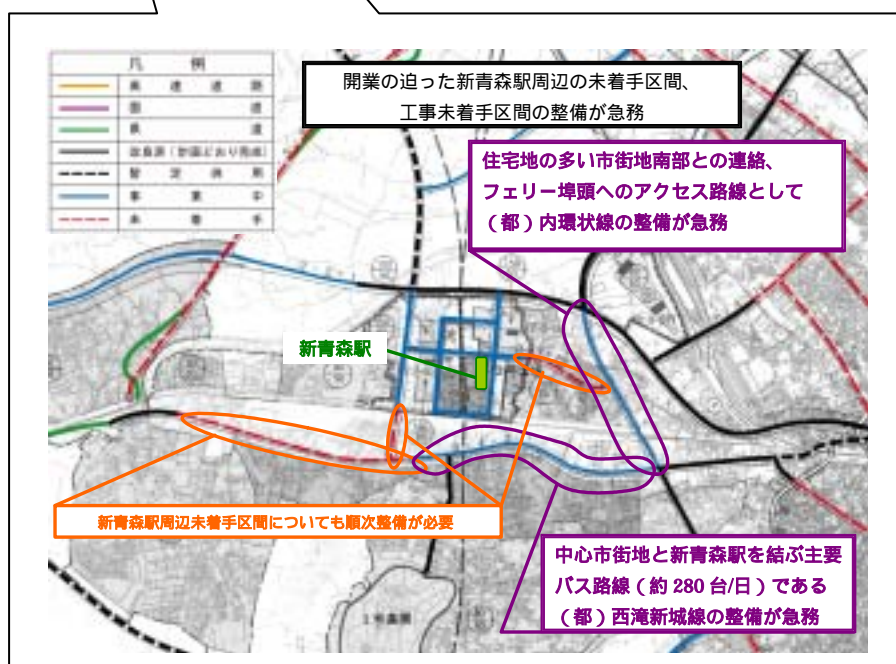 凡 例
高 速 道 路
国 道
県 道
改良済（計画どおり完成）
暫 定 供 用
事 業 中
未 着 手
開業の迫った新青森駅周辺の未着手区間、
工事未着手区間の整備が急務
住宅地の多い市街地南部との連絡、
フェリー埠頭へのアクセス路線として
（都）内環状線の整備が急務
新青森駅
新青森駅周辺未着手区間についても順次整備が必要
中心市街地と新青森駅を結ぶ主要
バス路線（約 280 台/日）である
（都）西滝新城線の整備が急務